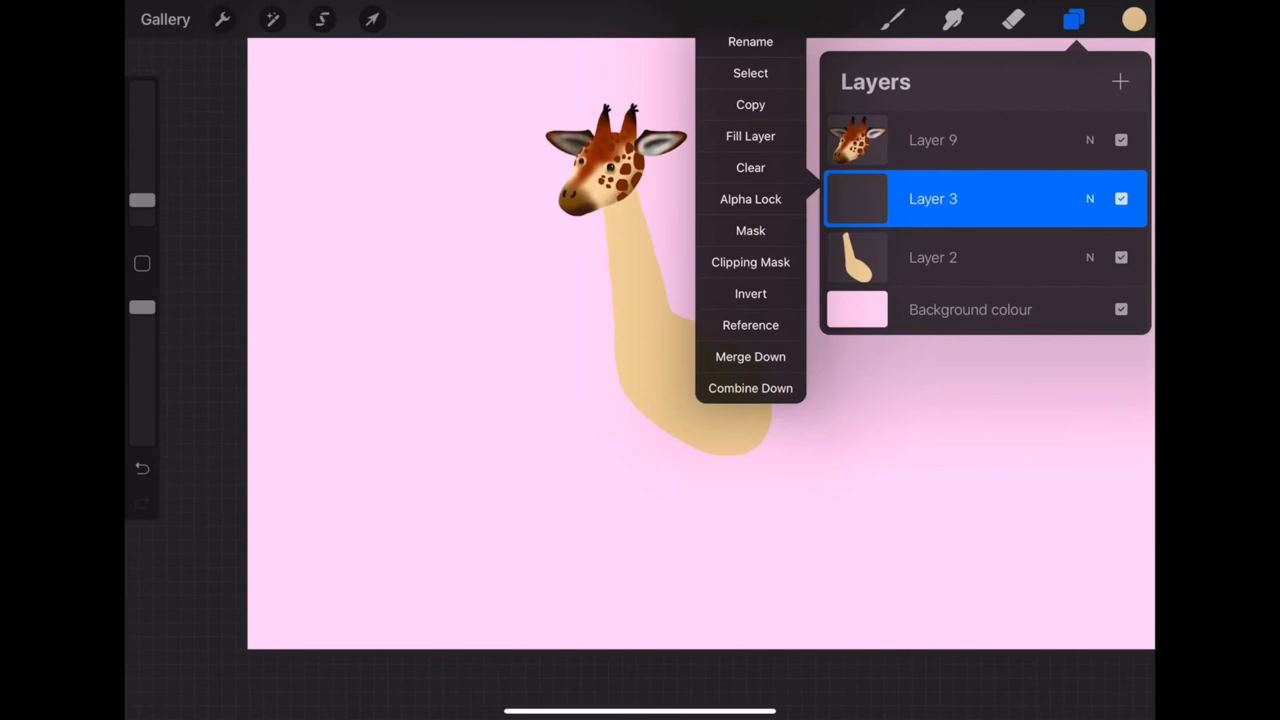 Gallery
Rename
Select
Copy
Fill Layer
Clear
Alpha Lock
Mask
Clipping Mask
Invert
Reference
Merge Down
Combine Down
Layers
Layer 9 N
Layer 3 N
Layer 2 N
Background colour